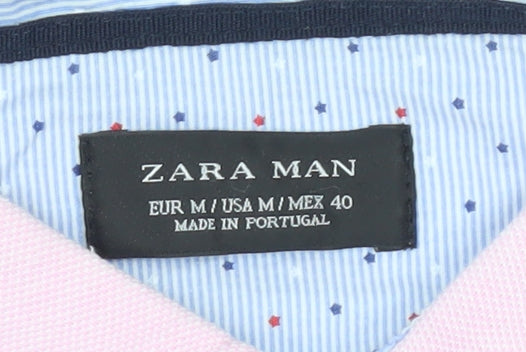 ZARA MAN
EUR M / USA M / MEX 40
MADE IN PORTUGAL